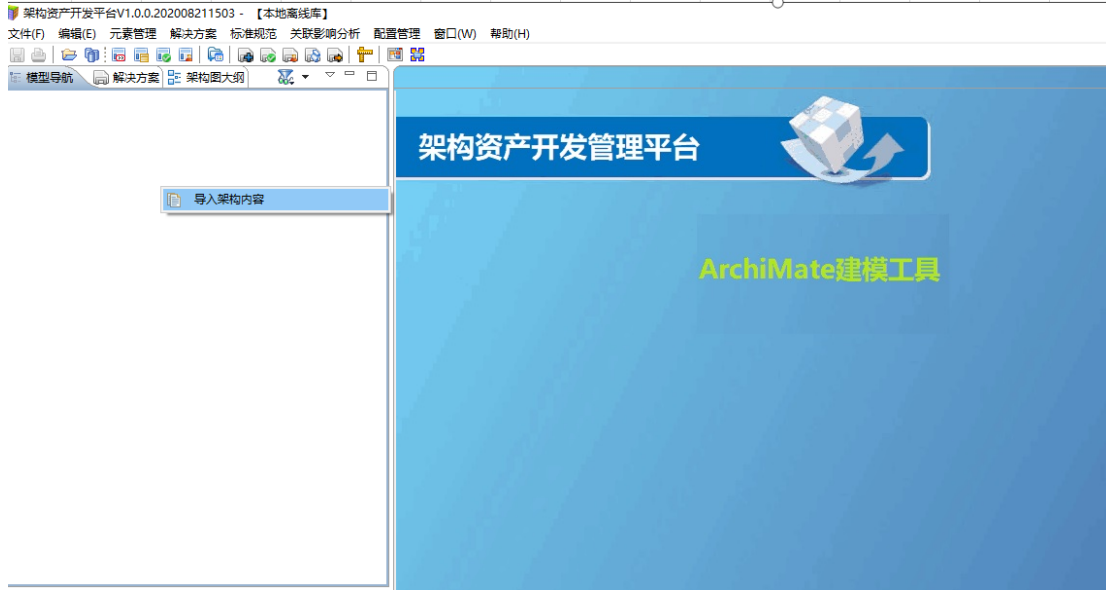 架构资产开发平台V1.0.0.202008211503 - 【本地离线库】
文件(F) 编辑(E) 元素管理 解决方案 标准规范 关联影响分析 配置管理 窗口(W) 帮助(H)
模型导航 解决方案 架构图大纲
架构资产开发管理平台
导入架构内容
ArchiMate建模工具